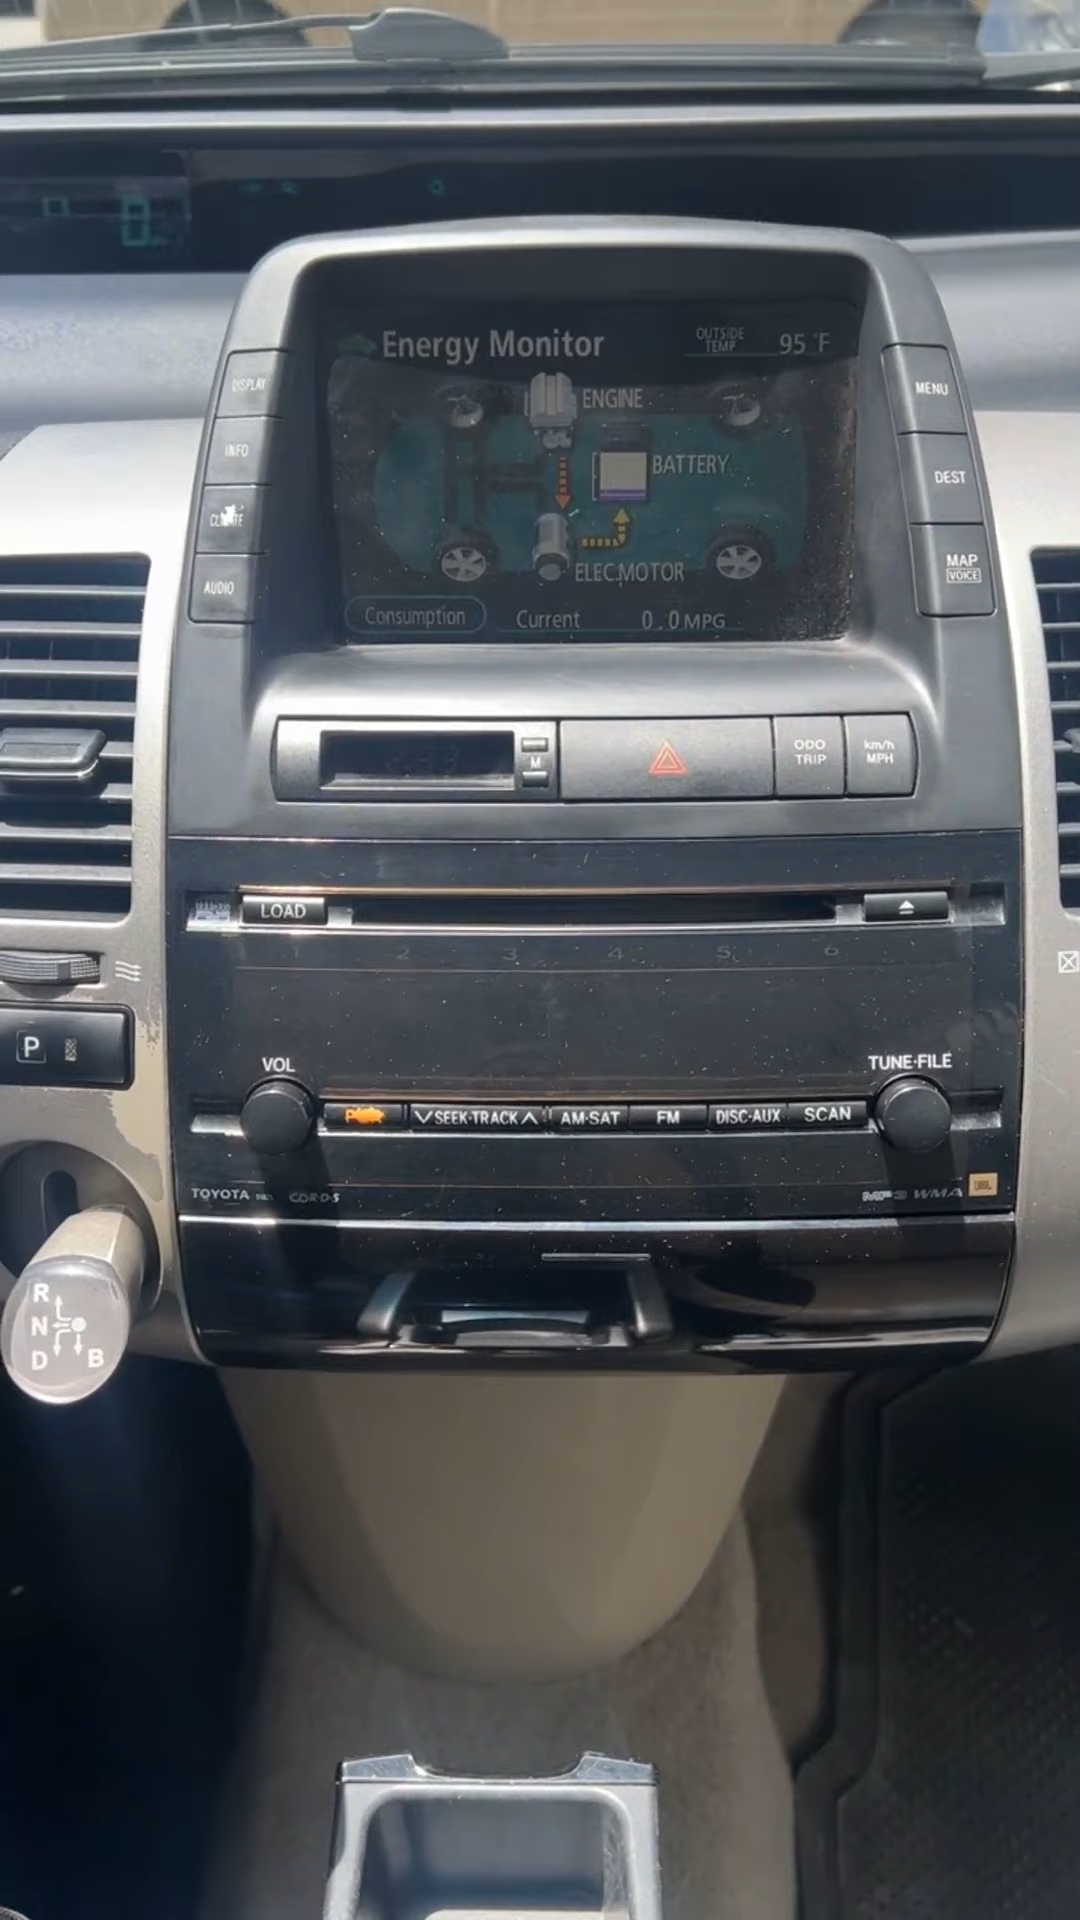 Energy Monitor
OUTSIDE TEMP 95 °F
DISPLAY
MENU
ENGINE
INFO
BATTERY
DEST
MAP
VOICE
AUDIO
ELEC.MOTOR
Consumption Current 0.0 MPG
M
ODO TRIP
km/h MPH
LOAD
1 2 3 4 5 6
P
VOL
TUNE·FILE
SEEK·TRACK AM·SAT FM DISC·AUX SCAN
TOYOTA
MP3 WMA JBL
R
N
D B